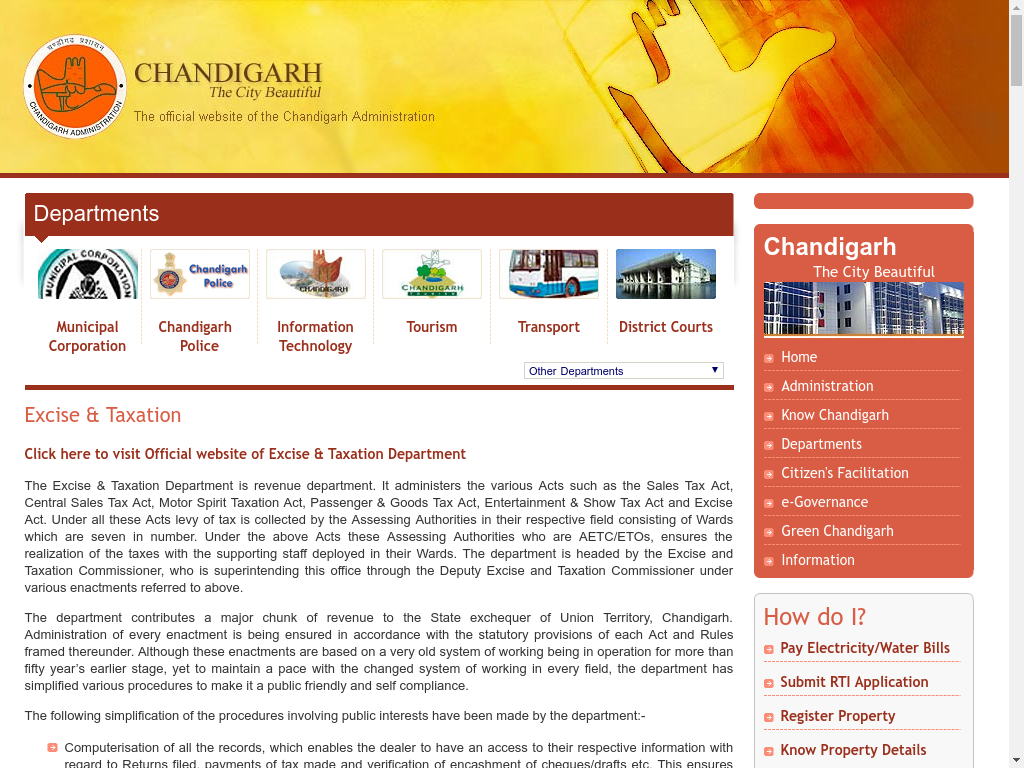 चण्डीगढ़ प्रशासन
CHANDIGARH ADMINISTRATION
CHANDIGARH
The City Beautiful
The official website of the Chandigarh Administration
Departments
MUNICIPAL CORPORATION
Chandigarh
Police
CHANDIGARH
CHANDIGARH
Municipal
Corporation
Chandigarh
Police
Information
Technology
Tourism
Transport
District Courts
Other Departments
Excise & Taxation
Click here to visit Official website of Excise & Taxation Department
The Excise & Taxation Department is revenue department. It administers the various Acts such as the Sales Tax Act,
Central Sales Tax Act, Motor Spirit Taxation Act, Passenger & Goods Tax Act, Entertainment & Show Tax Act and Excise
Act. Under all these Acts levy of tax is collected by the Assessing Authorities in their respective field consisting of Wards
which are seven in number. Under the above Acts these Assessing Authorities who are AETC/ETOs, ensures the
realization of the taxes with the supporting staff deployed in their Wards. The department is headed by the Excise and
Taxation Commissioner, who is superintending this office through the Deputy Excise and Taxation Commissioner under
various enactments referred to above.
The department contributes a major chunk of revenue to the State exchequer of Union Territory, Chandigarh.
Administration of every enactment is being ensured in accordance with the statutory provisions of each Act and Rules
framed thereunder. Although these enactments are based on a very old system of working being in operation for more than
fifty year's earlier stage, yet to maintain a pace with the changed system of working in every field, the department has
simplified various procedures to make it a public friendly and self compliance.
The following simplification of the procedures involving public interests have been made by the department:-
Computerisation of all the records, which enables the dealer to have an access to their respective information with
regard to Returns filed, payments of tax made and verification of encashment of cheques/drafts etc. This ensures
Chandigarh
The City Beautiful
Home
Administration
Know Chandigarh
Departments
Citizen's Facilitation
e-Governance
Green Chandigarh
Information
How do I?
Pay Electricity/Water Bills
Submit RTI Application
Register Property
Know Property Details